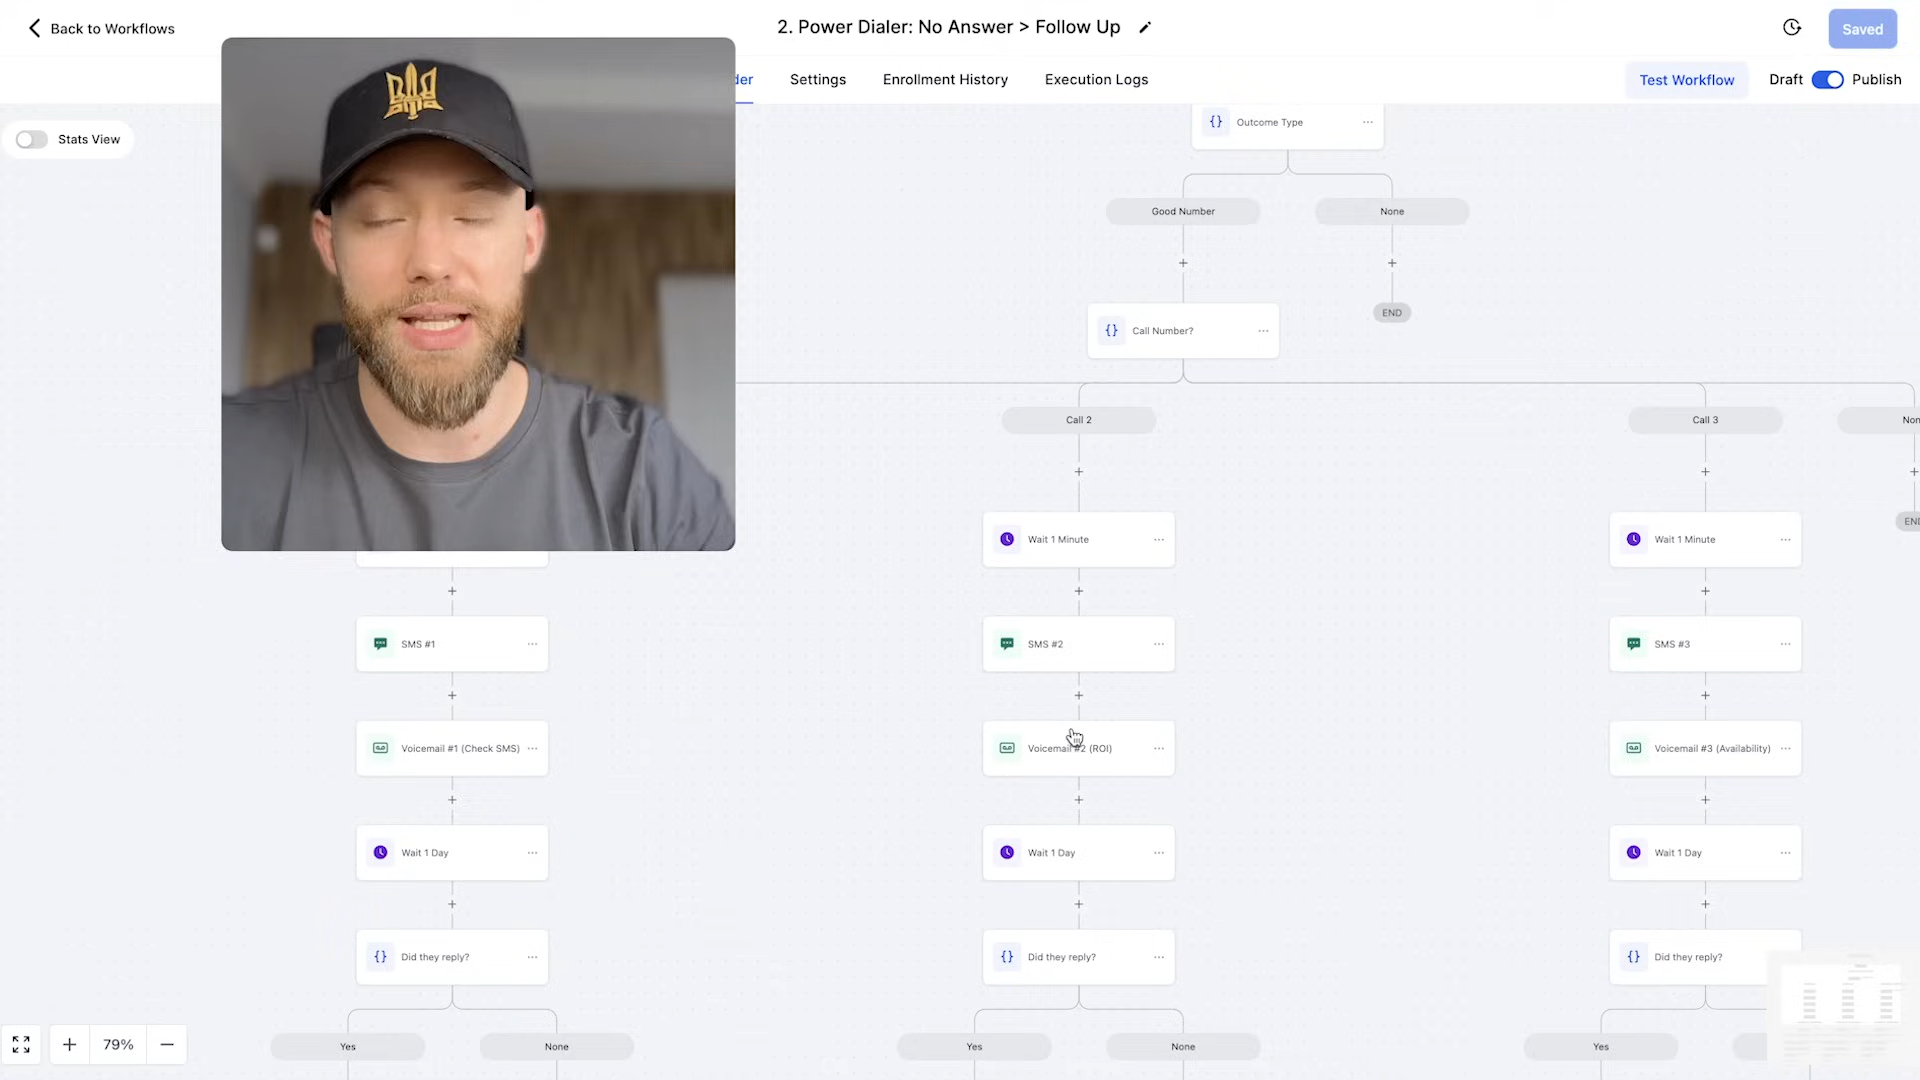 Back to Workflows
2. Power Dialer: No Answer > Follow Up
Saved
der
Settings
Enrollment History
Execution Logs
Test Workflow
Draft
Publish
Stats View
Outcome Type
Good Number
None
END
Call Number?
Call 2
Call 3
Non
END
Wait 1 Minute
Wait 1 Minute
SMS #1
SMS #2
SMS #3
Voicemail #1 (Check SMS)
Voicemail #2 (ROI)
Voicemail #3 (Availability)
Wait 1 Day
Wait 1 Day
Wait 1 Day
Did they reply?
Did they reply?
Did they reply?
79%
Yes
None
Yes
None
Yes